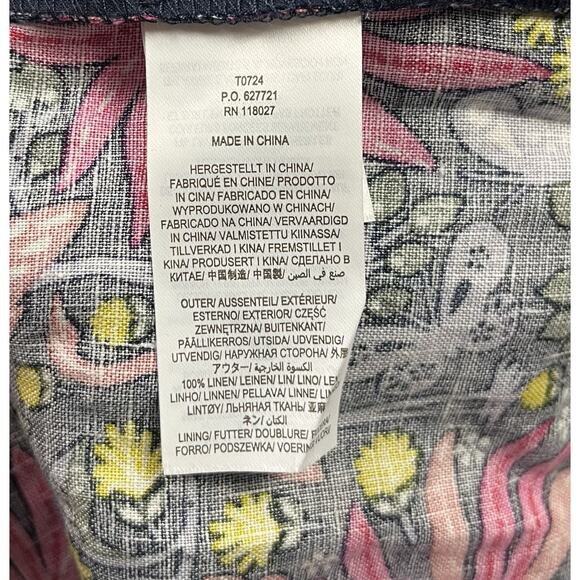 T0724
P.O. 627721
RN 118027
MADE IN CHINA
HERGESTELLT IN CHINA/
FABRIQUÉ EN CHINE/ PRODOTTO
IN CINA/ FABRICADO EN CHINA/
WYPRODUKOWANO W CHINACH/
FABRICADO NA CHINA/ VERVAARDIGD
IN CHINA/ VALMISTETTU KIINASSA/
TILLVERKAD I KINA/ FREMSTILLET I
KINA/ PRODUSERT I KINA/ СДЕЛАНО В
КИТАЕ/ 中国制造/ 中国製/ صنع في الصين
OUTER/ AUSSENTEIL/ EXTÉRIEUR/
ESTERNO/ EXTERIOR/ CZĘŚĆ
ZEWNĘTRZNA/ BUITENKANT/
PÄÄLLIKERROS/ UTSIDA/ UDVENDIG/
UTVENDIG/ НАРУЖНАЯ СТОРОНА/
アウター/ الكسوة الخارجية/
100% LINEN/ LEINEN/ LIN/ LINO/
LINHO/ LINNEN/ PELLAVA/ LINNE/
LINTØY/ ЛЬНЯНАЯ ТКАНЬ/ 亚麻
ネン/ الكتان/
LINING/ FUTTER/ DOUBLURE/
FORRO/ PODSZEWKA/